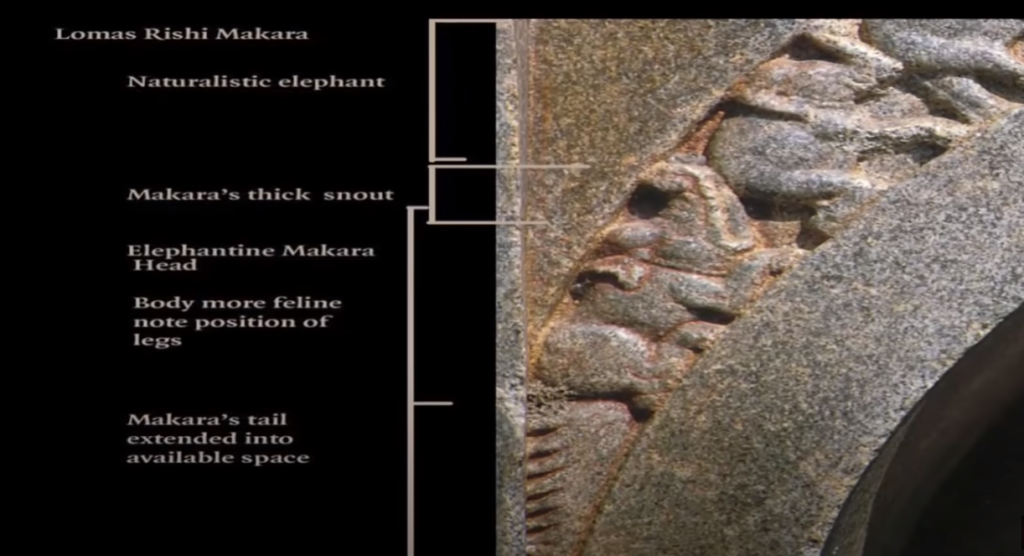 Lomas Rishi Makara
Naturalistic elephant
Makara's thick snout
Elephantine Makara
Head
Body more feline
note position of
legs
Makara's tail
extended into
available space